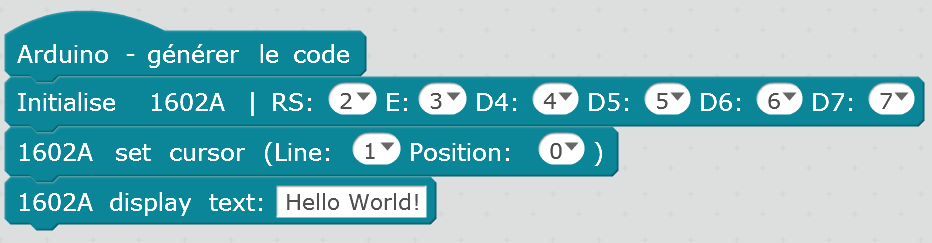 Arduino - générer le code
Initialise 1602A | RS: 2 E: 3 D4: 4 D5: 5 D6: 6 D7: 7
1602A set cursor (Line: 1 Position: 0 )
1602A display text: Hello World!